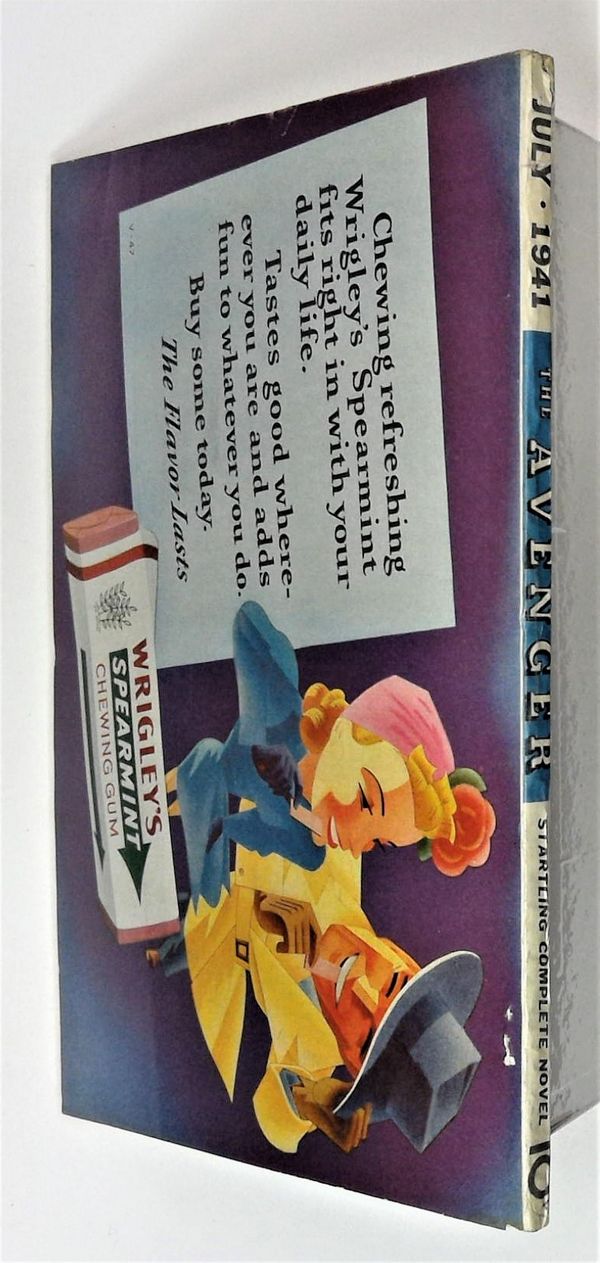 JULY · 1941
THE AVENGER
STARTLING COMPLETE NOVEL
10
Chewing refreshing
Wrigley's Spearmint
fits right in with your
daily life.
Tastes good where-
ever you are and adds
fun to whatever you do.
Buy some today.
The Flavor Lasts
V-67
WRIGLEY'S
SPEARMINT
CHEWING GUM